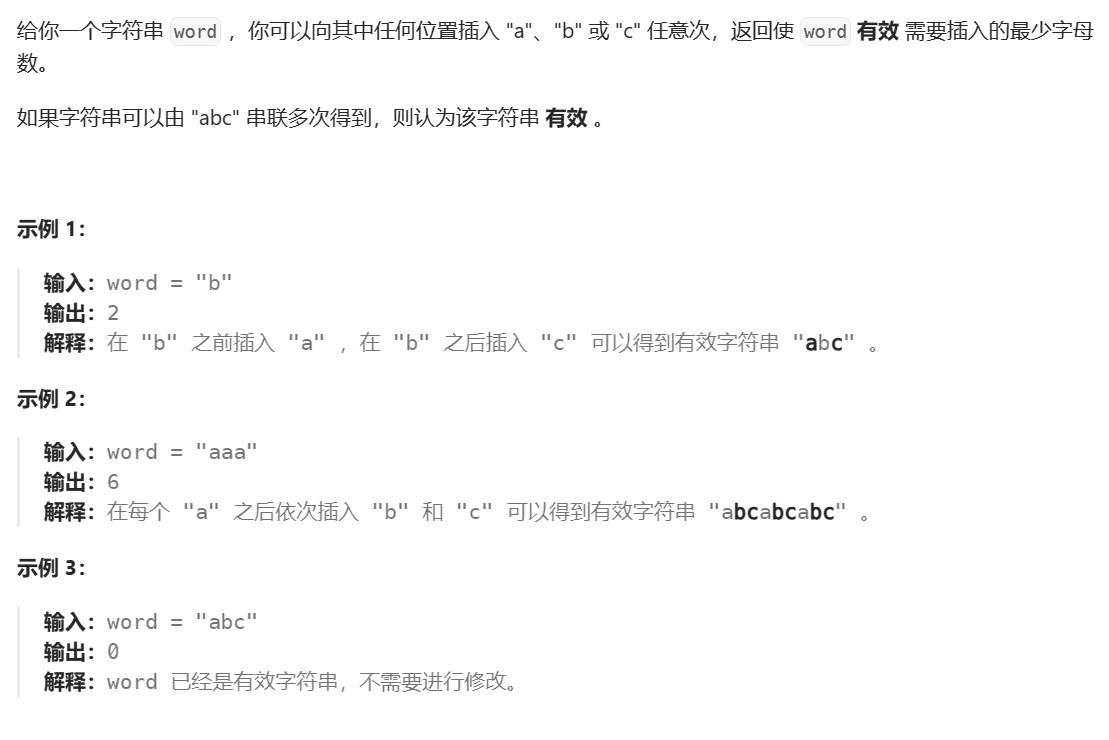 给你一个字符串 word ，你可以向其中任何位置插入 "a"、"b" 或 "c" 任意次，返回使 word 有效 需要插入的最少字母
数。
如果字符串可以由 "abc" 串联多次得到，则认为该字符串 有效 。
示例 1：
输入：word = "b"
输出：2
解释：在 "b" 之前插入 "a" ，在 "b" 之后插入 "c" 可以得到有效字符串 "abc" 。
示例 2：
输入：word = "aaa"
输出：6
解释：在每个 "a" 之后依次插入 "b" 和 "c" 可以得到有效字符串 "abcabcabc" 。
示例 3：
输入：word = "abc"
输出：0
解释：word 已经是有效字符串，不需要进行修改。